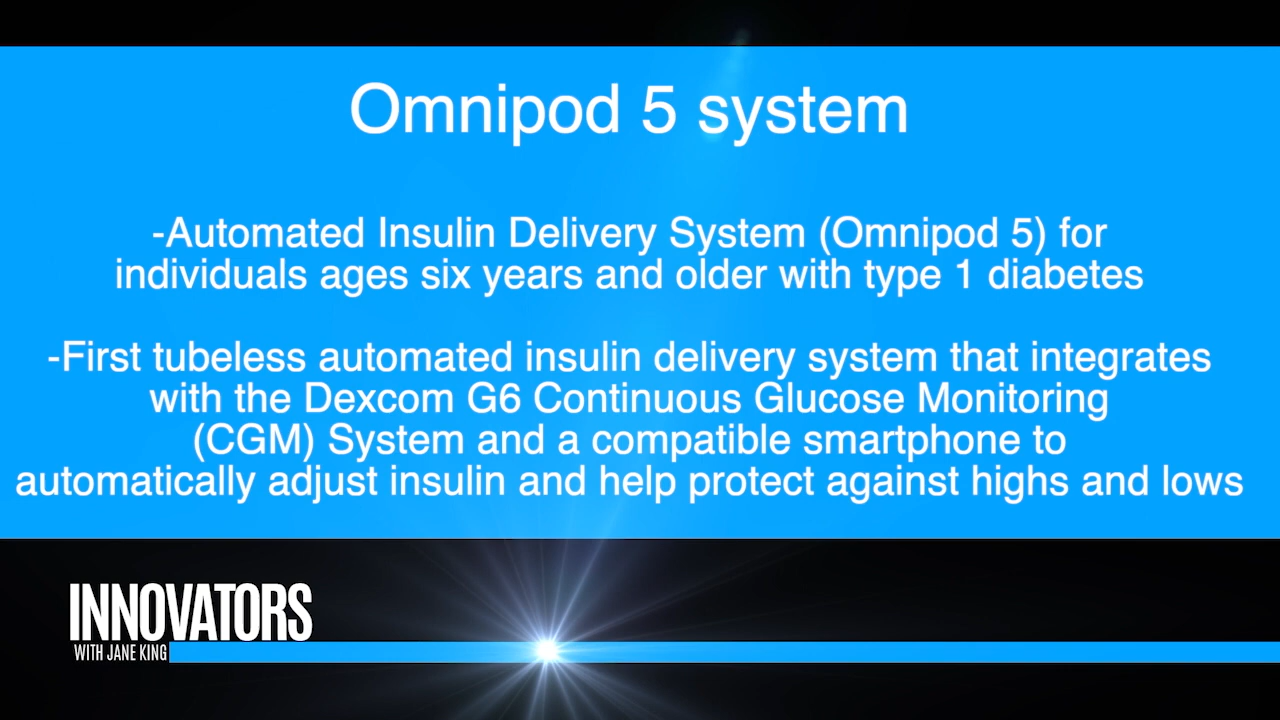 Omnipod 5 system
-Automated Insulin Delivery System (Omnipod 5) for
individuals ages six years and older with type 1 diabetes
-First tubeless automated insulin delivery system that integrates
with the Dexcom G6 Continuous Glucose Monitoring
(CGM) System and a compatible smartphone to
automatically adjust insulin and help protect against highs and lows
INNOVATORS
WITH JANE KING